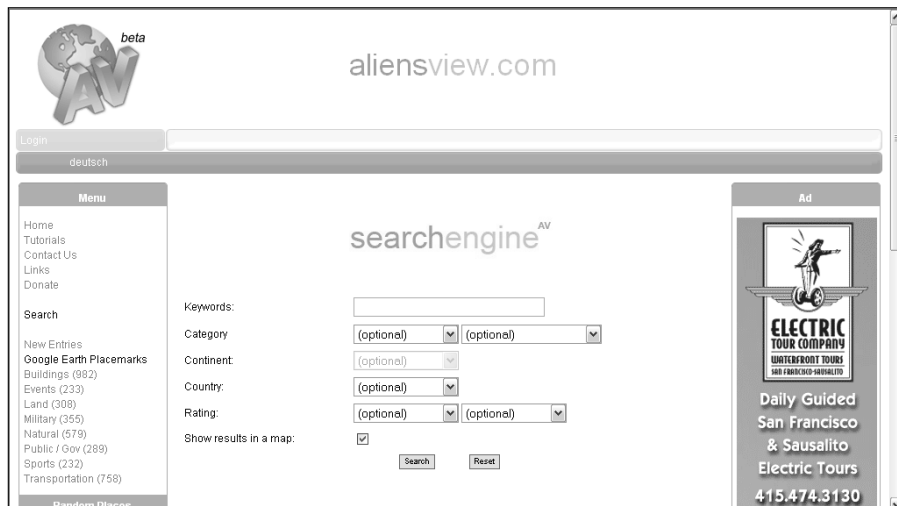 beta
AV
aliensview.com
Login
deutsch
Menu
Home
Tutorials
Contact Us
Links
Donate
Search
New Entries
Google Earth Placemarks
Buildings (982)
Events (233)
Land (308)
Military (355)
Natural (579)
Public / Gov (289)
Sports (232)
Transportation (758)
Random Places
searchengine AV
Keywords:
Category (optional) (optional)
Continent: (optional)
Country: (optional)
Rating: (optional) (optional)
Show results in a map:
Search Reset
Ad
ELECTRIC
TOUR COMPANY
WATERFRONT TOURS
SAN FRANCISCO·SAUSALITO
Daily Guided
San Francisco
& Sausalito
Electric Tours
415.474.3130